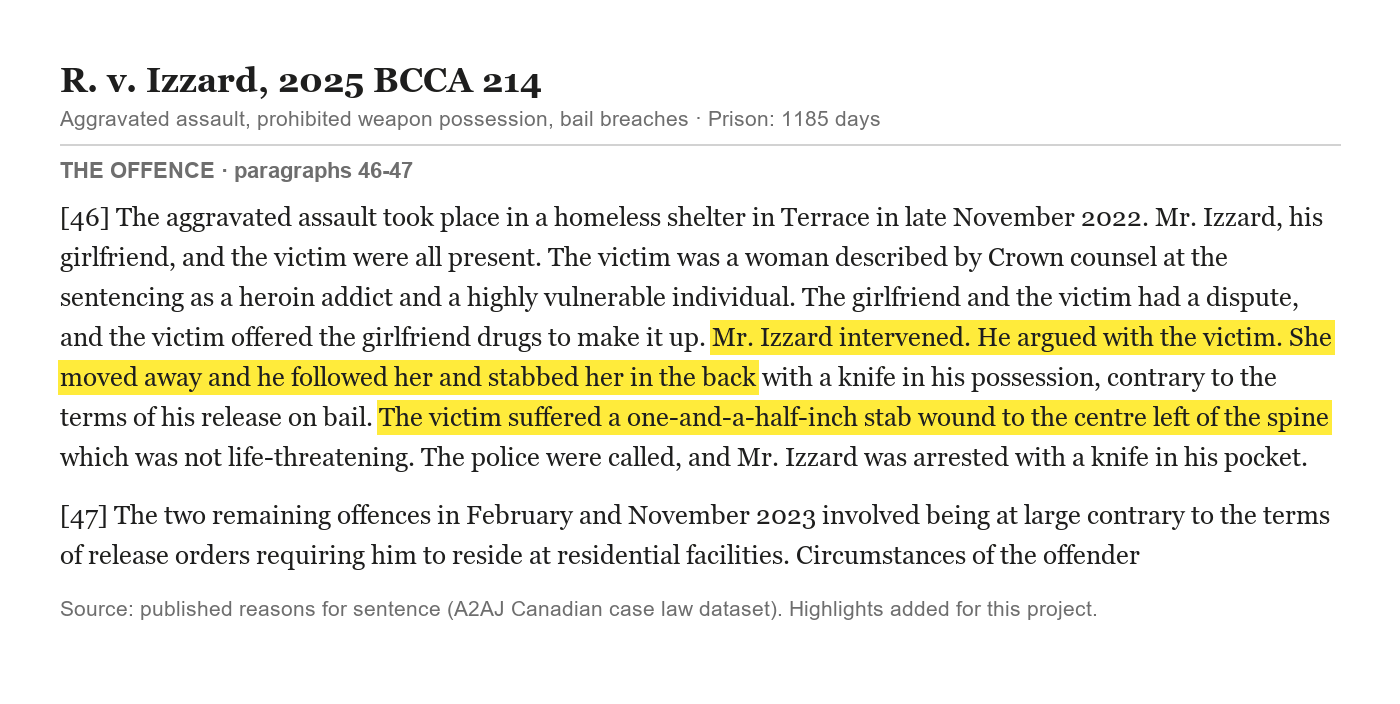 R. v. Izzard, 2025 BCCA 214
Aggravated assault, prohibited weapon possession, bail breaches · Prison: 1185 days
THE OFFENCE · paragraphs 46-47
[46] The aggravated assault took place in a homeless shelter in Terrace in late November 2022. Mr. Izzard, his
girlfriend, and the victim were all present. The victim was a woman described by Crown counsel at the
sentencing as a heroin addict and a highly vulnerable individual. The girlfriend and the victim had a dispute,
and the victim offered the girlfriend drugs to make it up. Mr. Izzard intervened. He argued with the victim. She
moved away and he followed her and stabbed her in the back with a knife in his possession, contrary to the
terms of his release on bail. The victim suffered a one-and-a-half-inch stab wound to the centre left of the spine
which was not life-threatening. The police were called, and Mr. Izzard was arrested with a knife in his pocket.
[47] The two remaining offences in February and November 2023 involved being at large contrary to the terms
of release orders requiring him to reside at residential facilities. Circumstances of the offender
Source: published reasons for sentence (A2AJ Canadian case law dataset). Highlights added for this project.